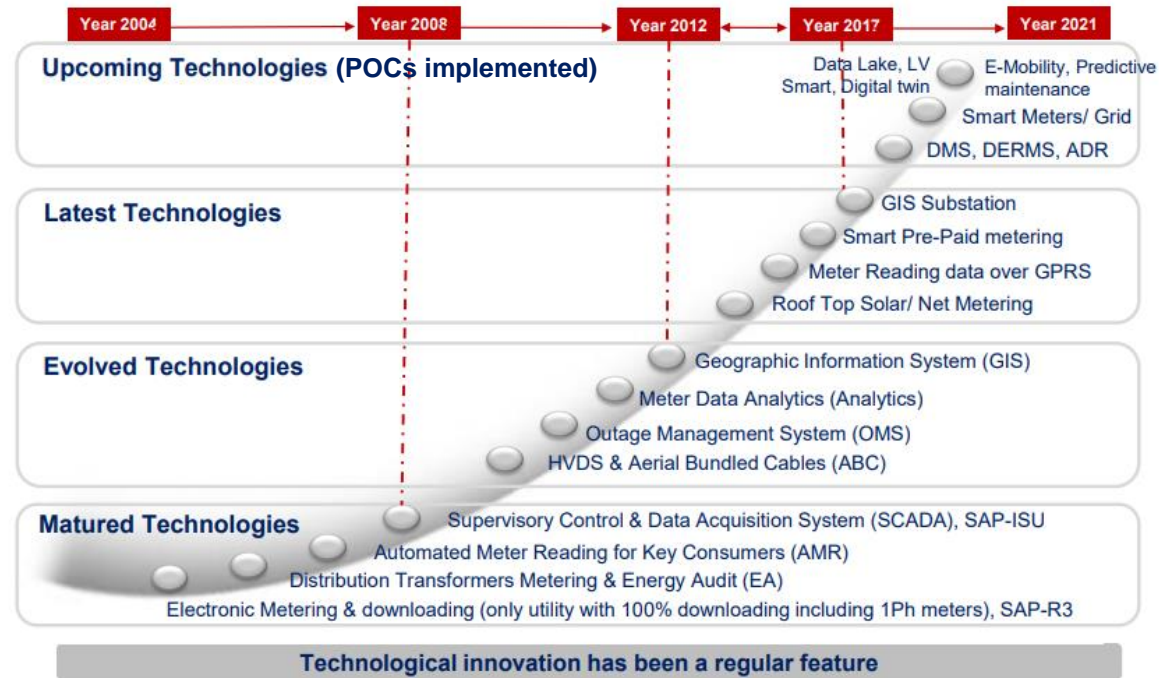 Year 2004
Year 2008
Year 2012
Year 2017
Year 2021
Upcoming Technologies (POCs implemented)
Data Lake, LV
Smart, Digital twin
E-Mobility, Predictive
maintenance
Smart Meters/ Grid
DMS, DERMS, ADR
Latest Technologies
GIS Substation
Smart Pre-Paid metering
Meter Reading data over GPRS
Roof Top Solar/ Net Metering
Evolved Technologies
Geographic Information System (GIS)
Meter Data Analytics (Analytics)
Outage Management System (OMS)
HVDS & Aerial Bundled Cables (ABC)
Matured Technologies
Supervisory Control & Data Acquisition System (SCADA), SAP-ISU
Automated Meter Reading for Key Consumers (AMR)
Distribution Transformers Metering & Energy Audit (EA)
Electronic Metering & downloading (only utility with 100% downloading including 1Ph meters), SAP-R3
Technological innovation has been a regular feature